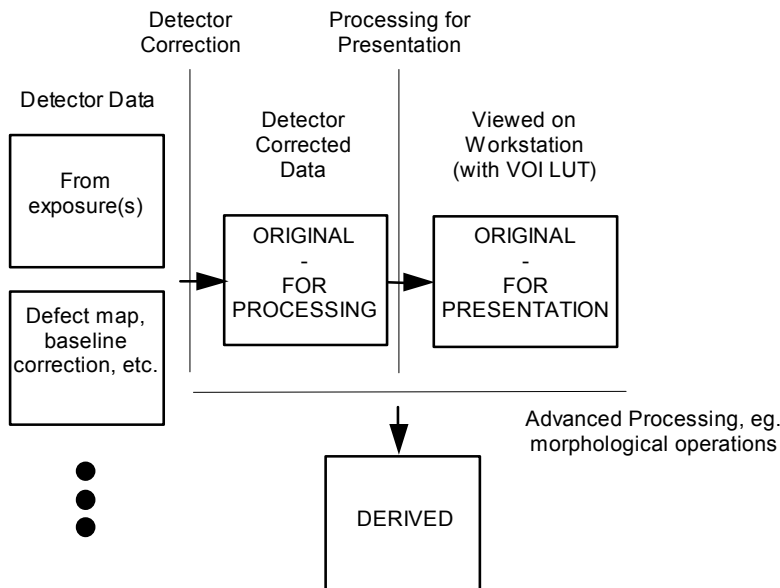 Detector
Correction
Processing for
Presentation
Detector Data
From
exposure(s)
Defect map,
baseline
correction, etc.
Detector
Corrected
Data
ORIGINAL
-
FOR
PROCESSING
Viewed on
Workstation
(with VOI LUT)
ORIGINAL
-
FOR
PRESENTATION
Advanced Processing, eg.
morphological operations
DERIVED